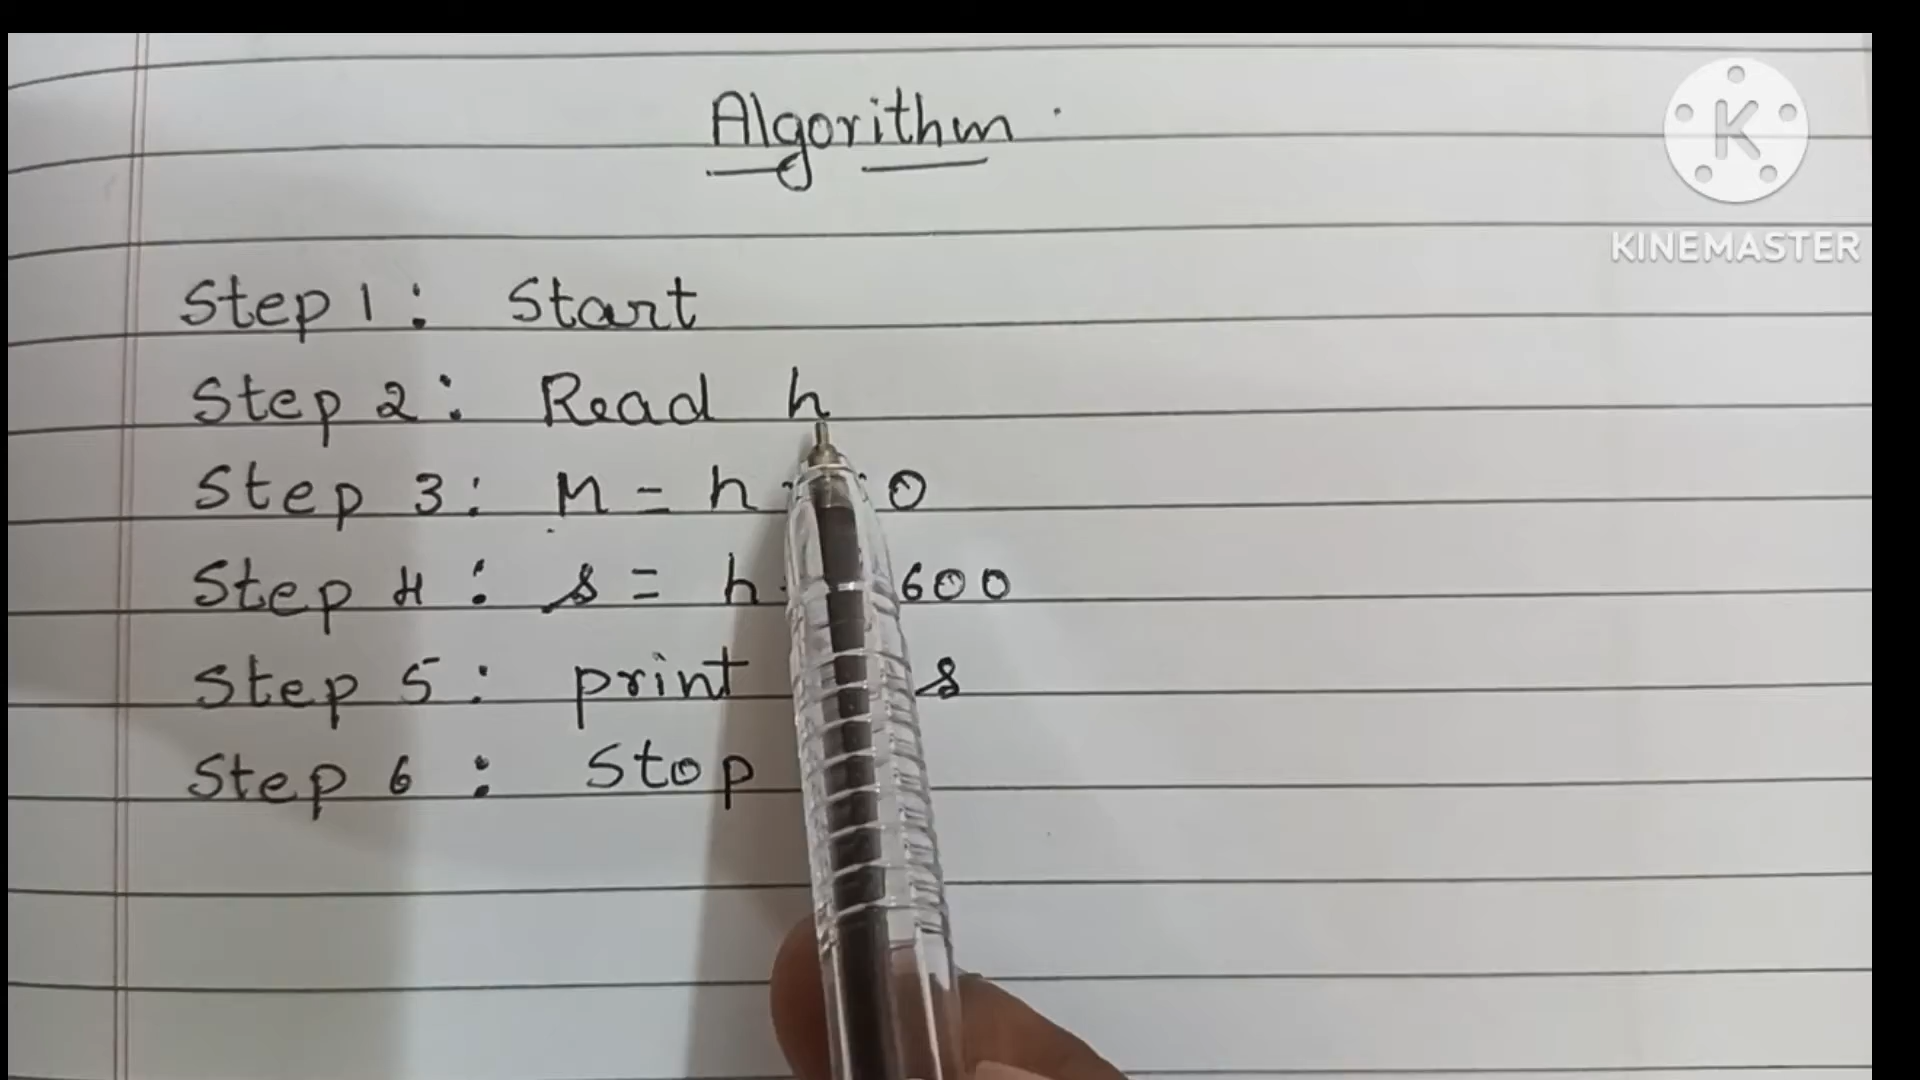 Algorithm
K
KINEMASTER
Step 1: Start
Step 2: Read h
Step 3: M = h 0
Step 4: s = h 600
Step 5: print s
Step 6: Stop